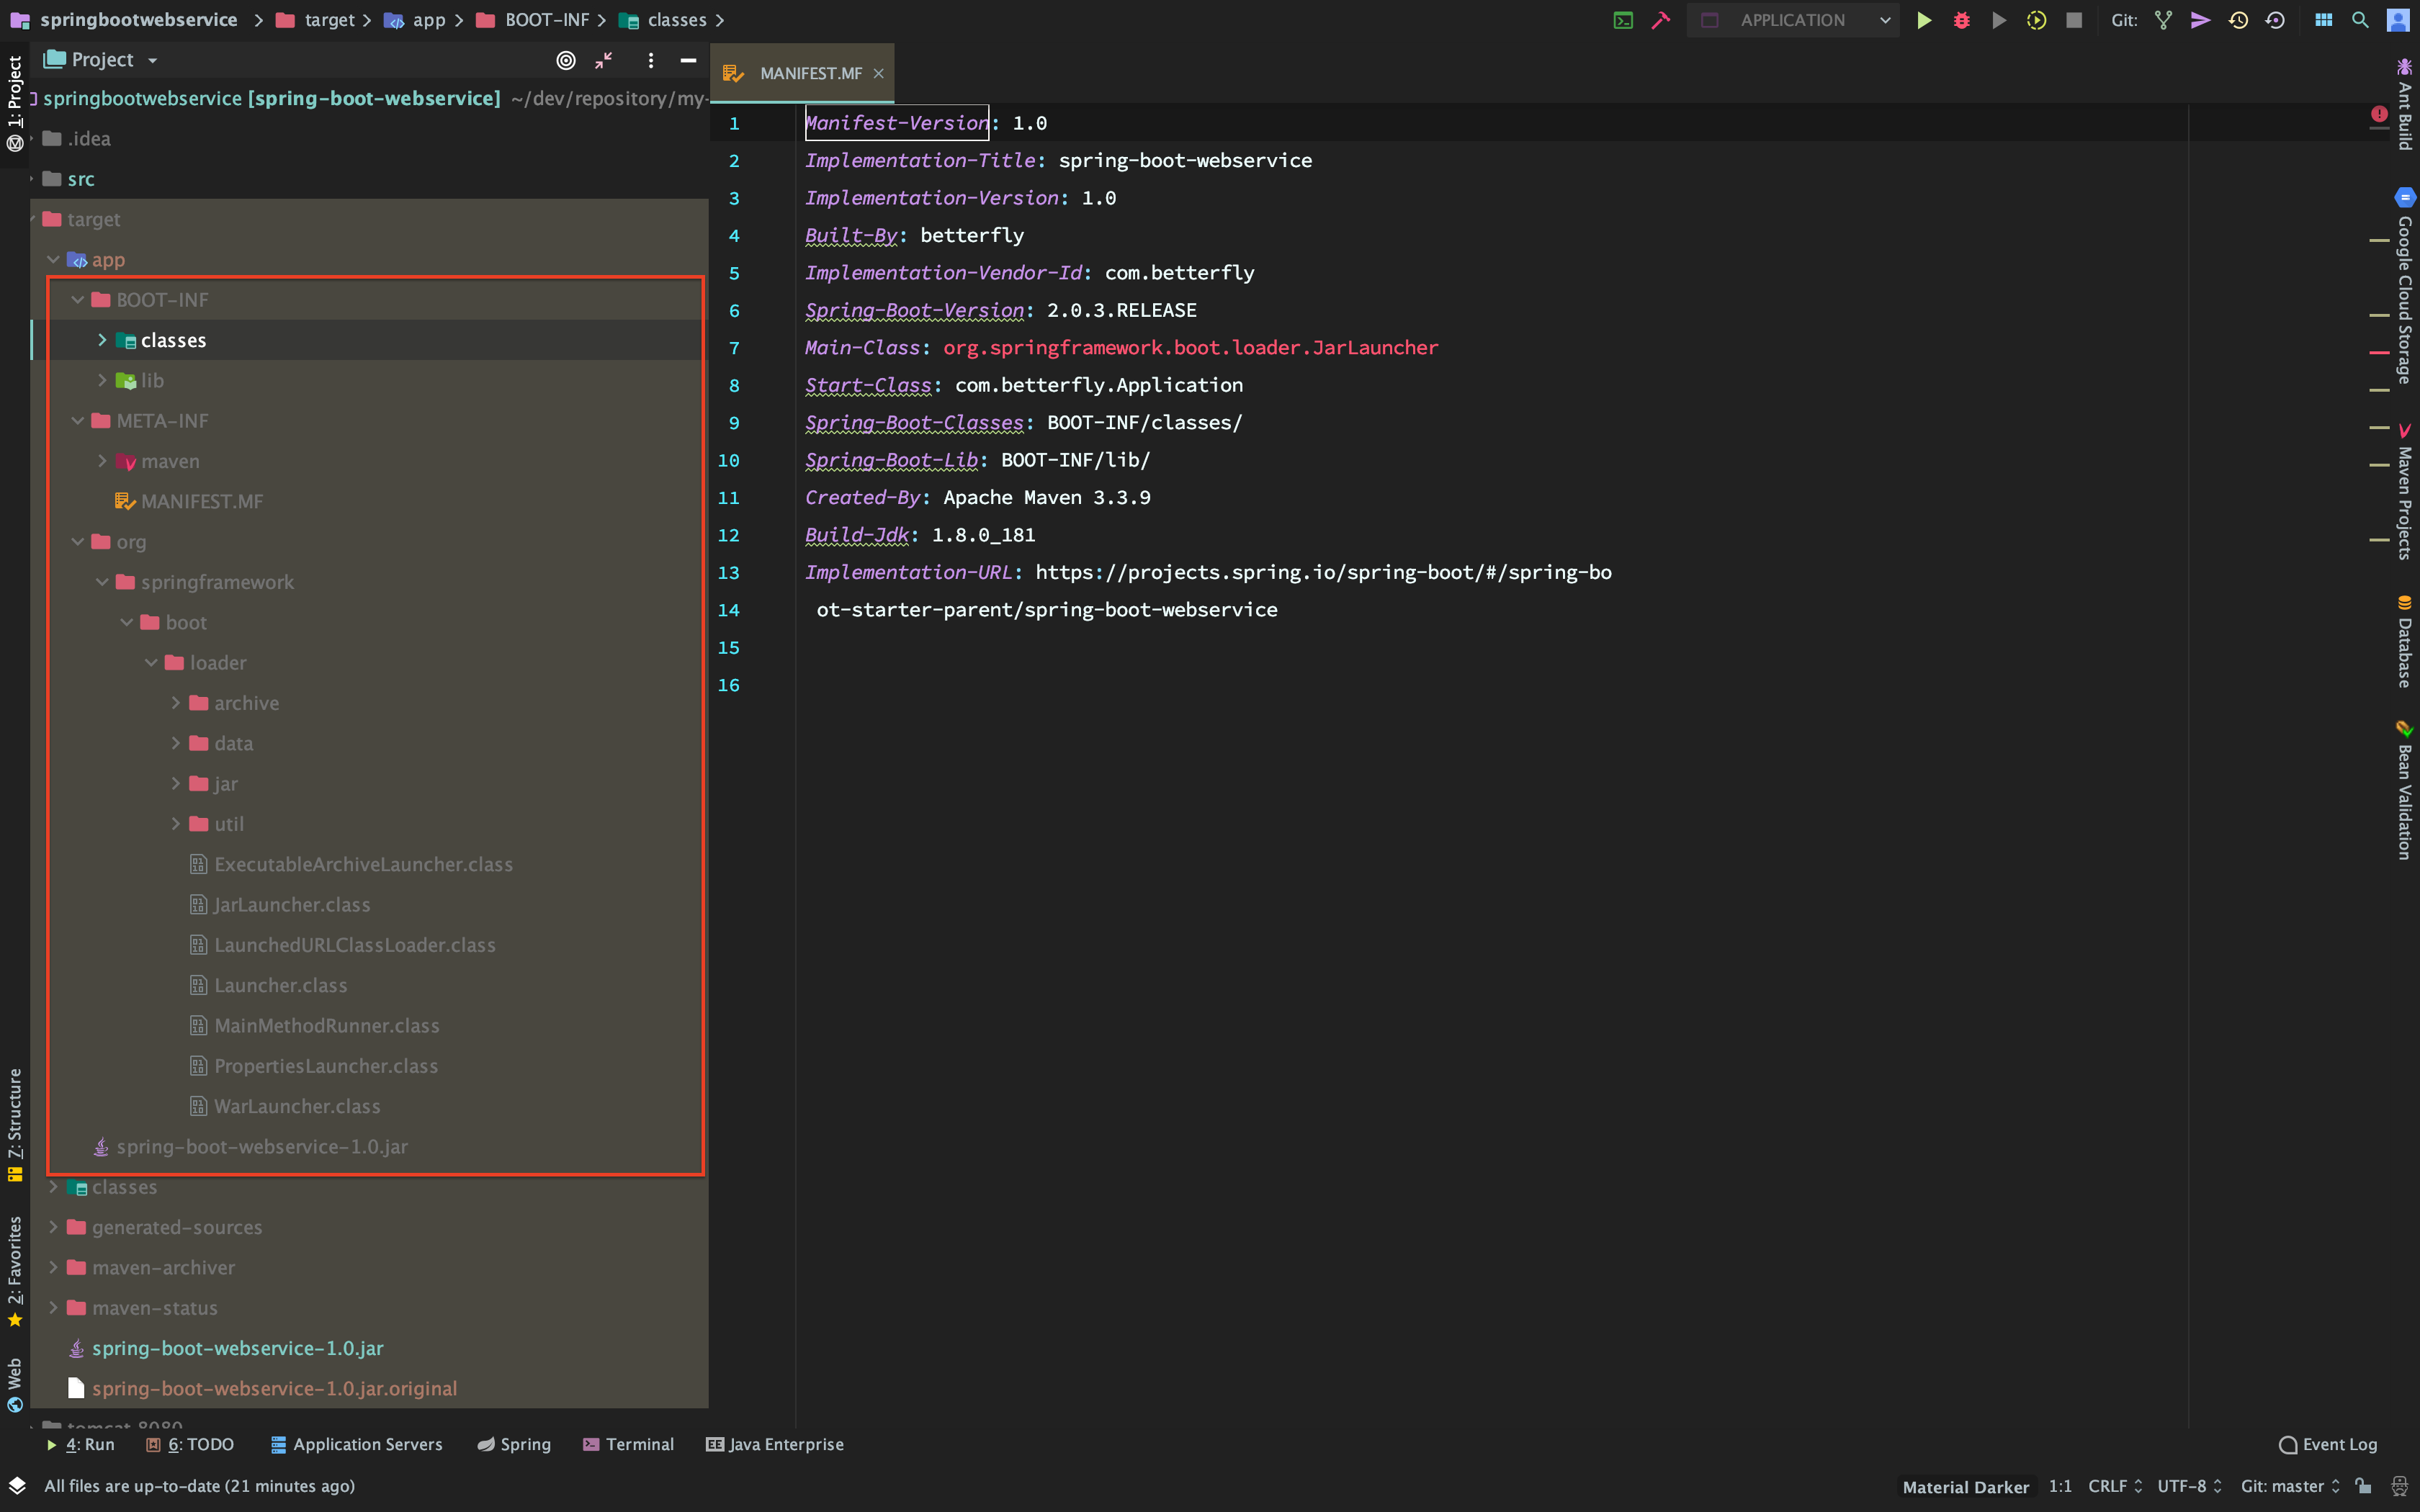 springbootwebservice > target > app > BOOT-INF > classes >
APPLICATION
Git:
Project
MANIFEST.MF
springbootwebservice [spring-boot-webservice] ~/dev/repository/my-
.idea
src
target
app
BOOT-INF
classes
lib
META-INF
maven
MANIFEST.MF
org
springframework
boot
loader
archive
data
jar
util
ExecutableArchiveLauncher.class
JarLauncher.class
LaunchedURLClassLoader.class
Launcher.class
MainMethodRunner.class
PropertiesLauncher.class
WarLauncher.class
spring-boot-webservice-1.0.jar
classes
generated-sources
maven-archiver
maven-status
spring-boot-webservice-1.0.jar
spring-boot-webservice-1.0.jar.original
1 Manifest-Version: 1.0
2 Implementation-Title: spring-boot-webservice
3 Implementation-Version: 1.0
4 Built-By: betterfly
5 Implementation-Vendor-Id: com.betterfly
6 Spring-Boot-Version: 2.0.3.RELEASE
7 Main-Class: org.springframework.boot.loader.JarLauncher
8 Start-Class: com.betterfly.Application
9 Spring-Boot-Classes: BOOT-INF/classes/
10 Spring-Boot-Lib: BOOT-INF/lib/
11 Created-By: Apache Maven 3.3.9
12 Build-Jdk: 1.8.0_181
13 Implementation-URL: https://projects.spring.io/spring-boot/#/spring-bo
14 ot-starter-parent/spring-boot-webservice
15
16
1: Project
7: Structure
2: Favorites
Web
Ant Build
Google Cloud Storage
Maven Projects
Database
Bean Validation
4: Run
6: TODO
Application Servers
Spring
Terminal
Java Enterprise
Event Log
All files are up-to-date (21 minutes ago)
Material Darker
1:1
CRLF
UTF-8
Git: master